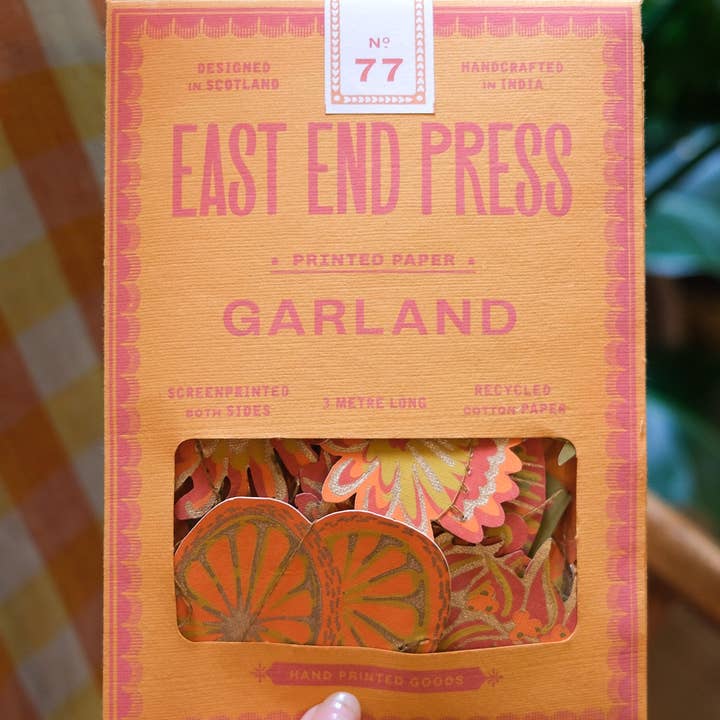 Nº
77
DESIGNED
IN SCOTLAND
HANDCRAFTED
IN INDIA
EAST END PRESS
PRINTED PAPER
GARLAND
SCREENPRINTED
BOTH SIDES
3 METRE LONG
RECYCLED
COTTON PAPER
HAND PRINTED GOODS